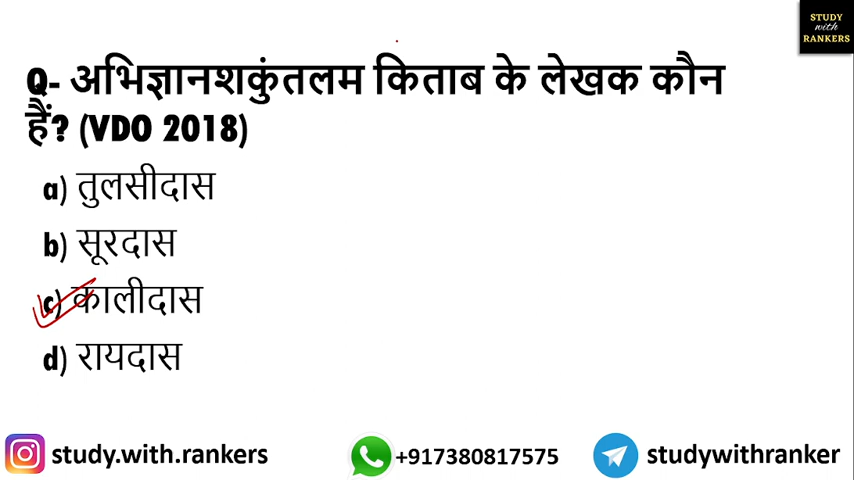 STUDY
with
RANKERS
Q- अभिज्ञानशकुंतलम किताब के लेखक कौन
हैं? (VDO 2018)
a) तुलसीदास
b) सूरदास
c) कालीदास
d) रायदास
study.with.rankers
+917380817575
studywithranker